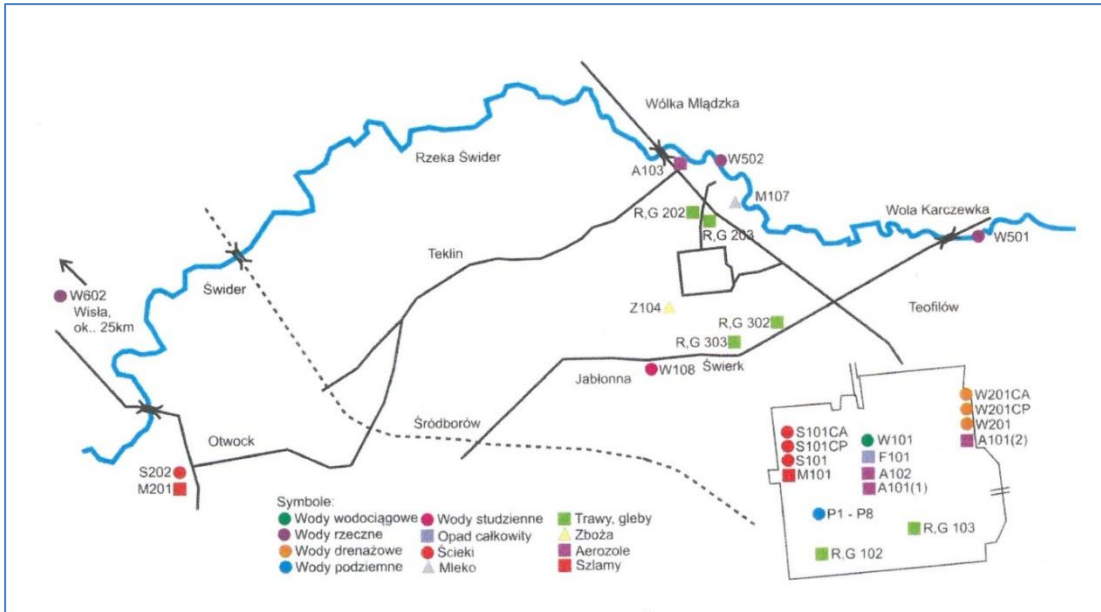 Wólka Mlądzka
Rzeka Świder
A103
W502
M107
R,G 202
R,G 203
Wola Karczewka
W501
Teklin
Świder
W602
Wisła,
ok.. 25km
Z104
Teofilów
R,G 302
R,G 303
Świerk
W108
Jabłonna
Śródborów
Otwock
S202
M201
W201CA
W201CP
W201
A101(2)
S101CA
S101CP
S101
M101
W101
F101
A102
A101(1)
P1 - P8
R,G 103
R,G 102
Symbole:
Wody wodociągowe
Wody rzeczne
Wody drenażowe
Wody podziemne
Wody studzienne
Opad całkowity
Ścieki
Mleko
Trawy, gleby
Zboża
Aerozole
Szlamy